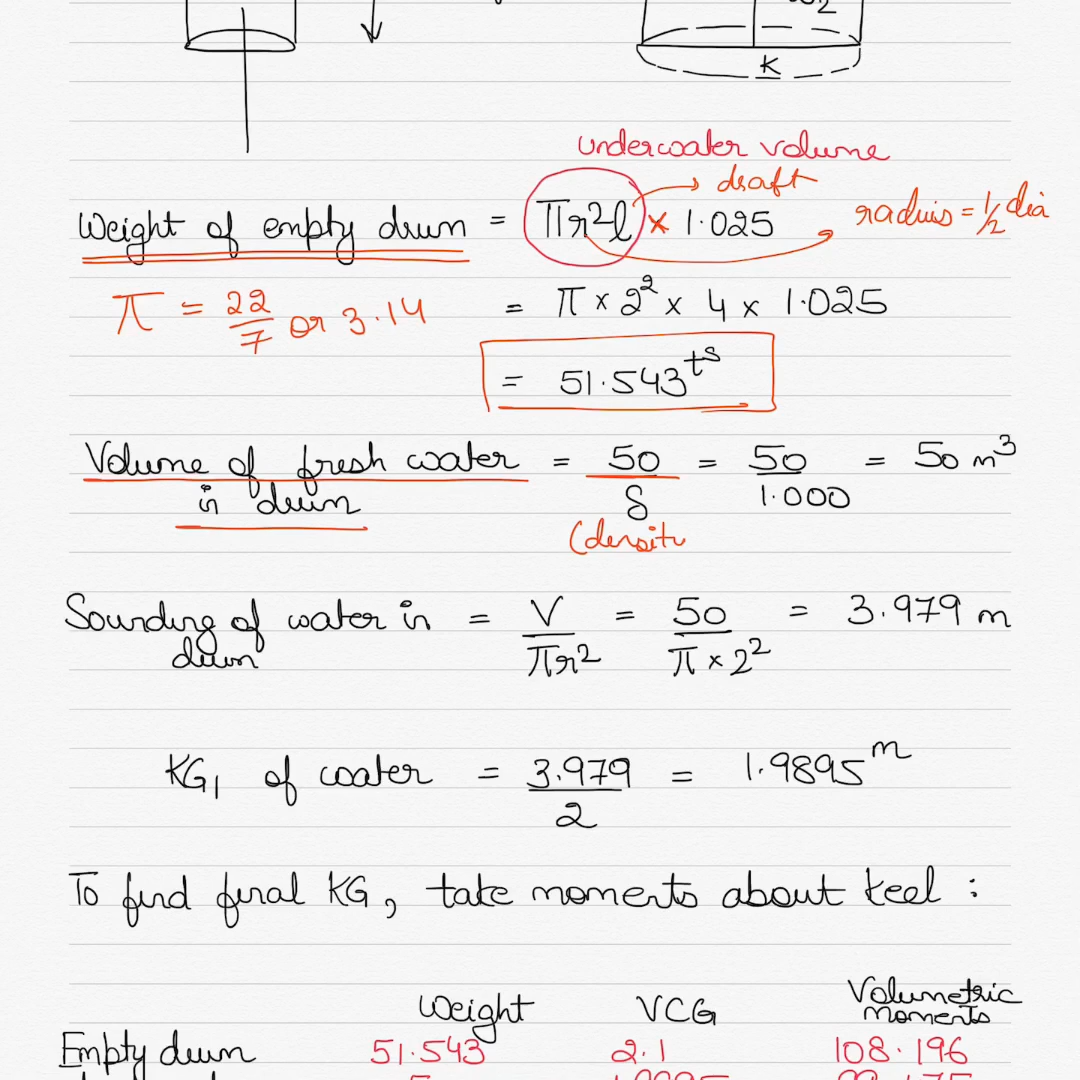 K
underwater volume
draft
Weight of empty drum = πr²l × 1.025
radius = 1/2 dia
π = 22/7 or 3.14
= π × 2² × 4 × 1.025
= 51.543 ts
Volume of fresh water in drum = 50/δ = 50/1.000 = 50 m³
(densit
Sounding of water in drum = V/πr² = 50/π × 2² = 3.979 m
KG₁ of water = 3.979/2 = 1.9895 m
To find final KG, take moments about keel :
Weight VCG Volumetric moments
Empty drum 51.543 2.1 108.196